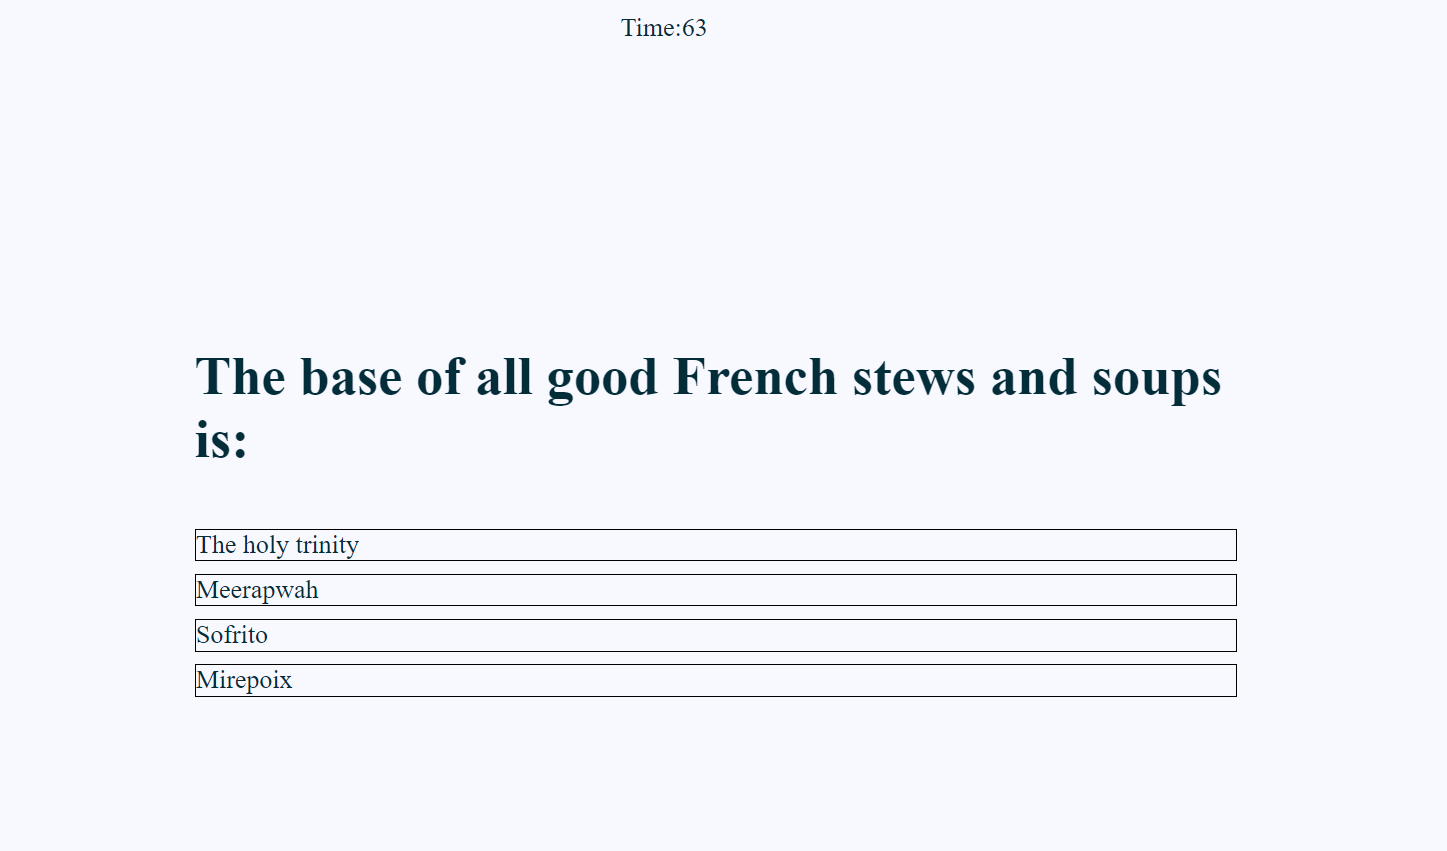 Time:63
The base of all good French stews and soups
is:
The holy trinity
Meerapwah
Sofrito
Mirepoix